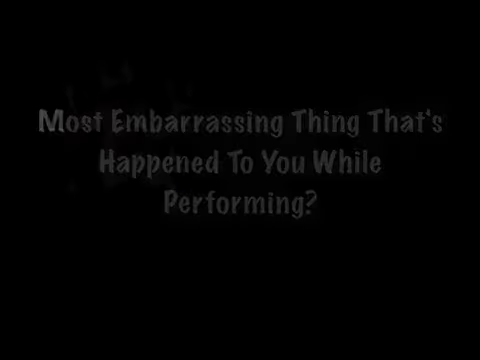 Most Embarrassing Thing That's
Happened To You While
Performing?